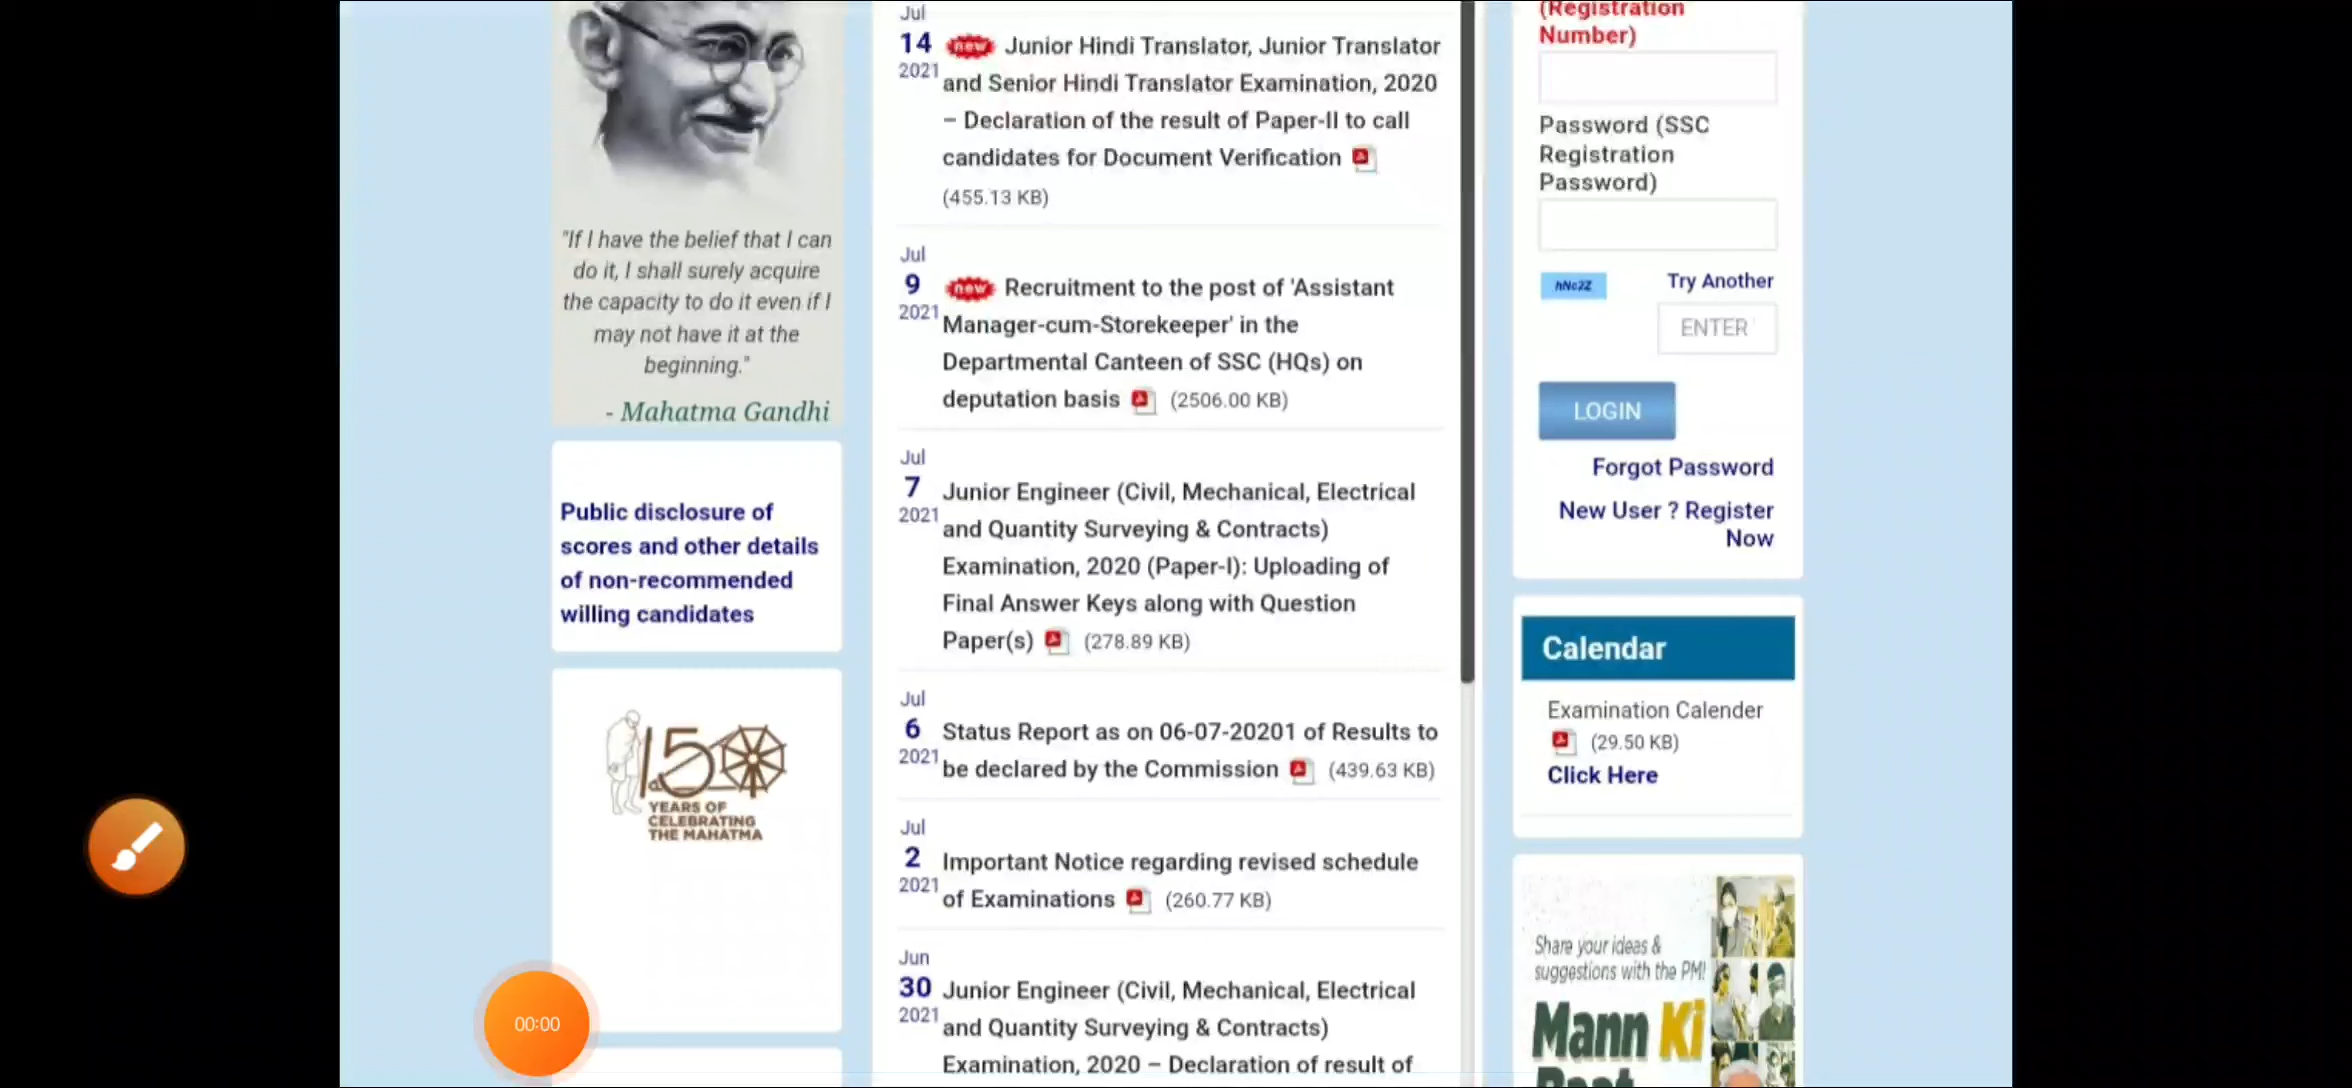 "If I have the belief that I can
do it, I shall surely acquire
the capacity to do it even if I
may not have it at the
beginning."
- Mahatma Gandhi
Public disclosure of
scores and other details
of non-recommended
willing candidates
150
YEARS OF
CELEBRATING
THE MAHATMA
00:00
Jul
14
2021
new Junior Hindi Translator, Junior Translator
and Senior Hindi Translator Examination, 2020
– Declaration of the result of Paper-II to call
candidates for Document Verification
(455.13 KB)
Jul
9
2021
new Recruitment to the post of 'Assistant
Manager-cum-Storekeeper' in the
Departmental Canteen of SSC (HQs) on
deputation basis (2506.00 KB)
Jul
7
2021
Junior Engineer (Civil, Mechanical, Electrical
and Quantity Surveying & Contracts)
Examination, 2020 (Paper-I): Uploading of
Final Answer Keys along with Question
Paper(s) (278.89 KB)
Jul
6
2021
Status Report as on 06-07-20201 of Results to
be declared by the Commission (439.63 KB)
Jul
2
2021
Important Notice regarding revised schedule
of Examinations (260.77 KB)
Jun
30
2021
Junior Engineer (Civil, Mechanical, Electrical
and Quantity Surveying & Contracts)
Examination, 2020 – Declaration of result of
(Registration
Number)
Password (SSC
Registration
Password)
Try Another
ENTER
LOGIN
Forgot Password
New User ? Register
Now
Calendar
Examination Calender
(29.50 KB)
Click Here
Share your ideas &
suggestions with the PM!
Mann Ki
Baat